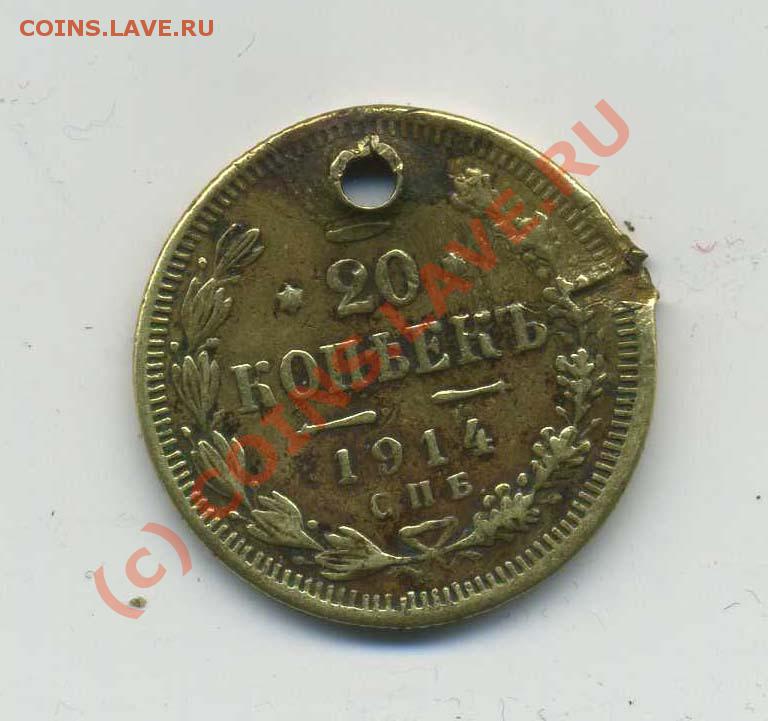 COINS.LAVE.RU
20
КОПѢЕКЪ
1914
СПБ
(c) COINS.LAVE.RU